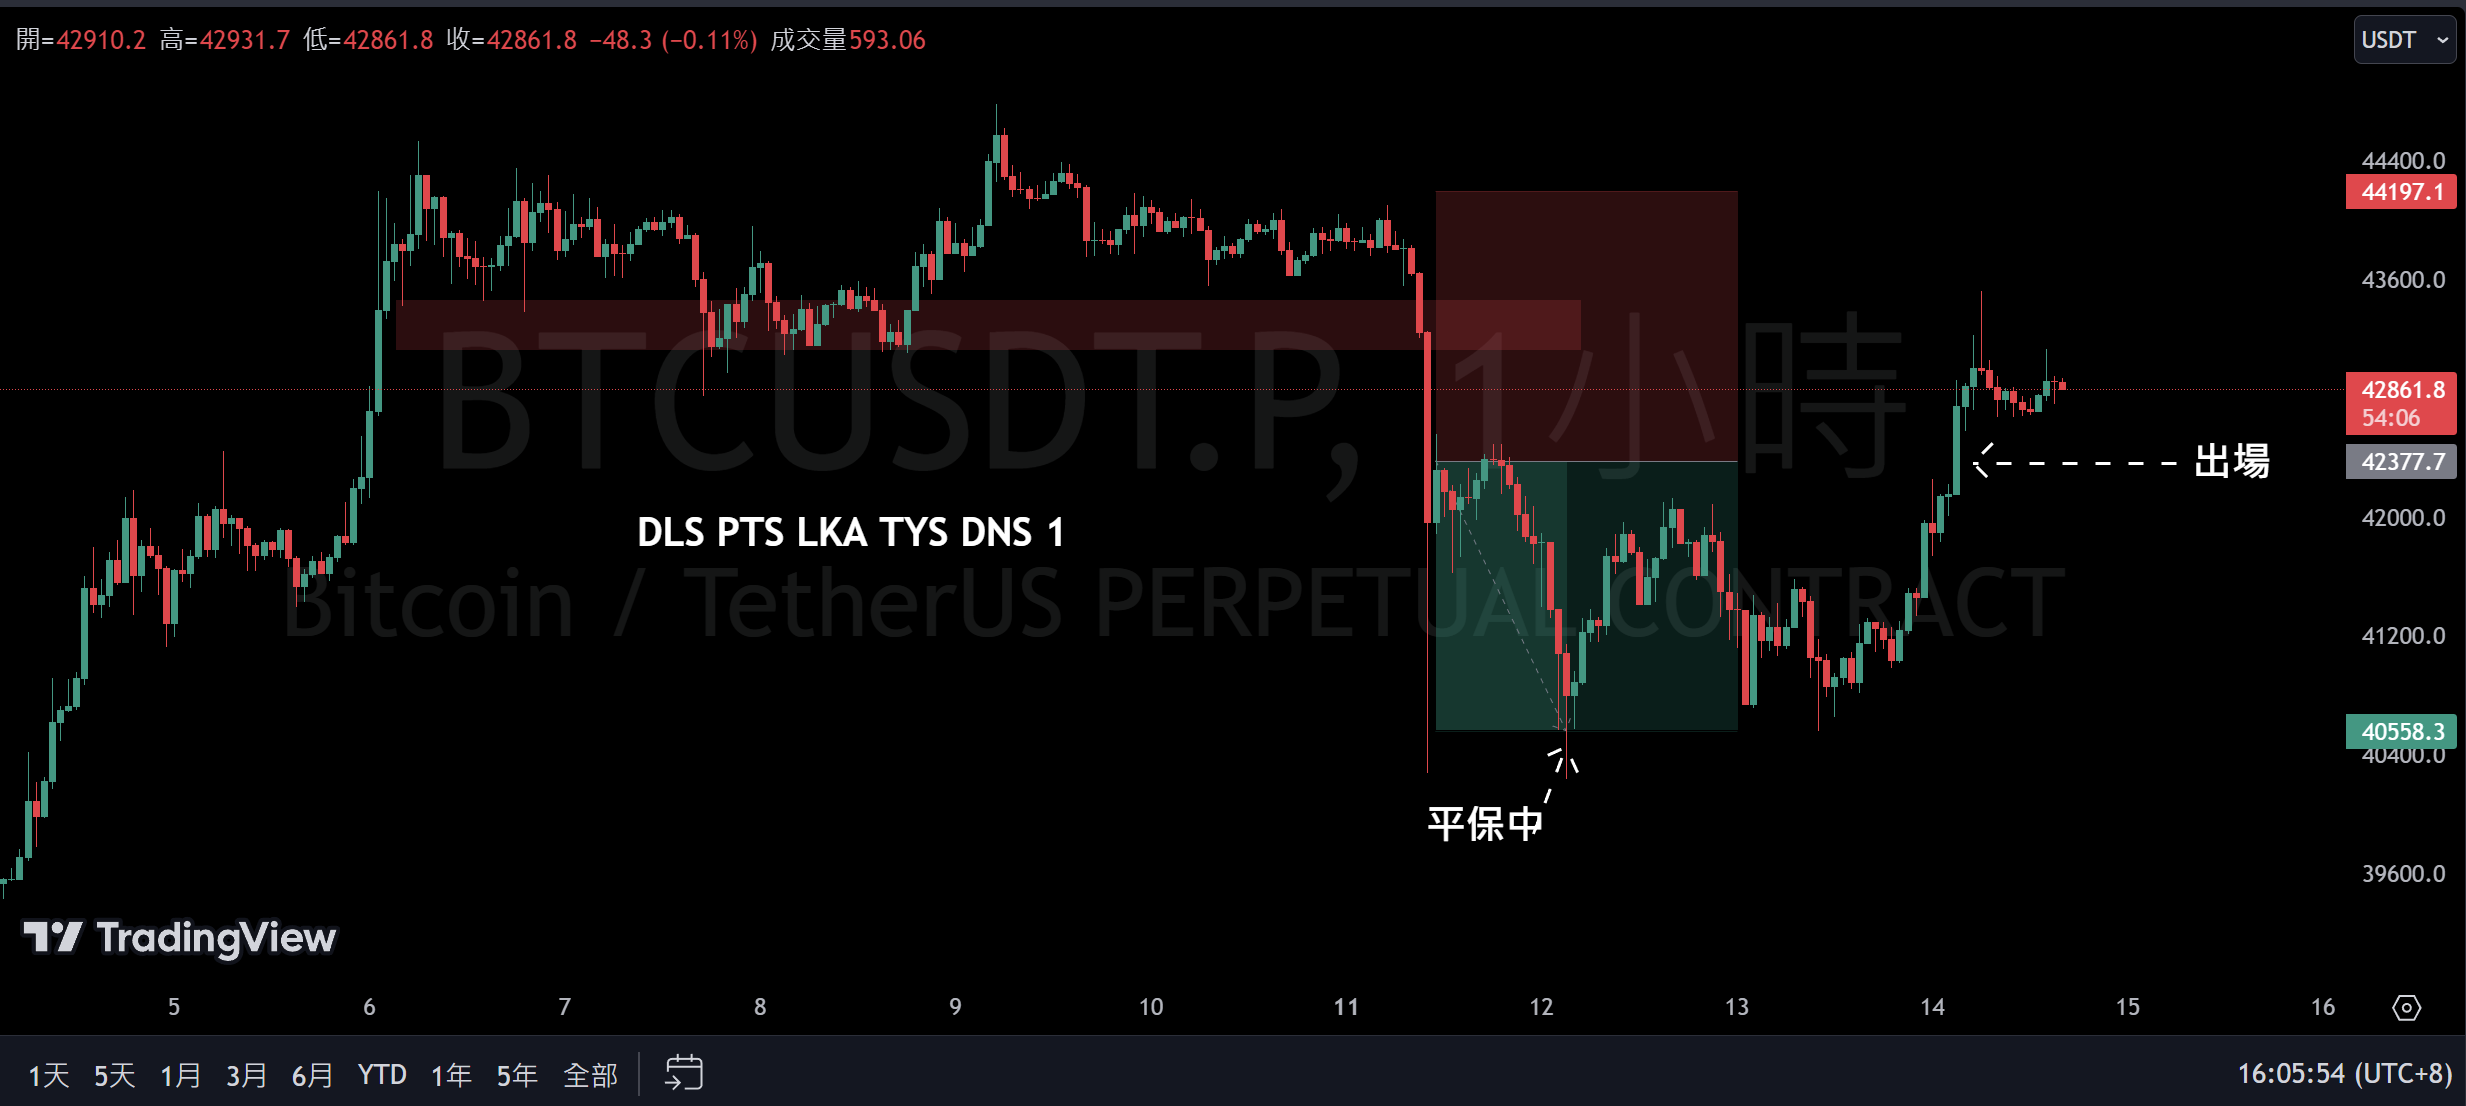 開=42910.2 高=42931.7 低=42861.8 收=42861.8 −48.3 (−0.11%) 成交量593.06
USDT
44400.0
44197.1
43600.0
BTCUSDT.P, 1小時
42861.8
54:06
出場
42377.7
DLS PTS LKA TYS DNS 1
42000.0
Bitcoin / TetherUS PERPETUAL CONTRACT
41200.0
40558.3
40400.0
平保中
39600.0
TradingView
5 6 7 8 9 10 11 12 13 14 15 16
1天 5天 1月 3月 6月 YTD 1年 5年 全部
16:05:54 (UTC+8)